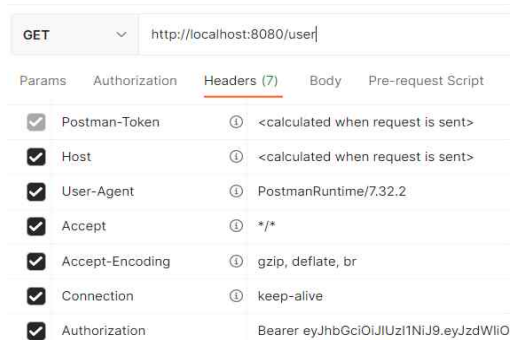 GET http://localhost:8080/user
Params Authorization Headers (7) Body Pre-request Script
Postman-Token <calculated when request is sent>
Host <calculated when request is sent>
User-Agent PostmanRuntime/7.32.2
Accept */*
Accept-Encoding gzip, deflate, br
Connection keep-alive
Authorization Bearer eyJhbGciOiJIUzI1NiJ9.eyJzdWIiO